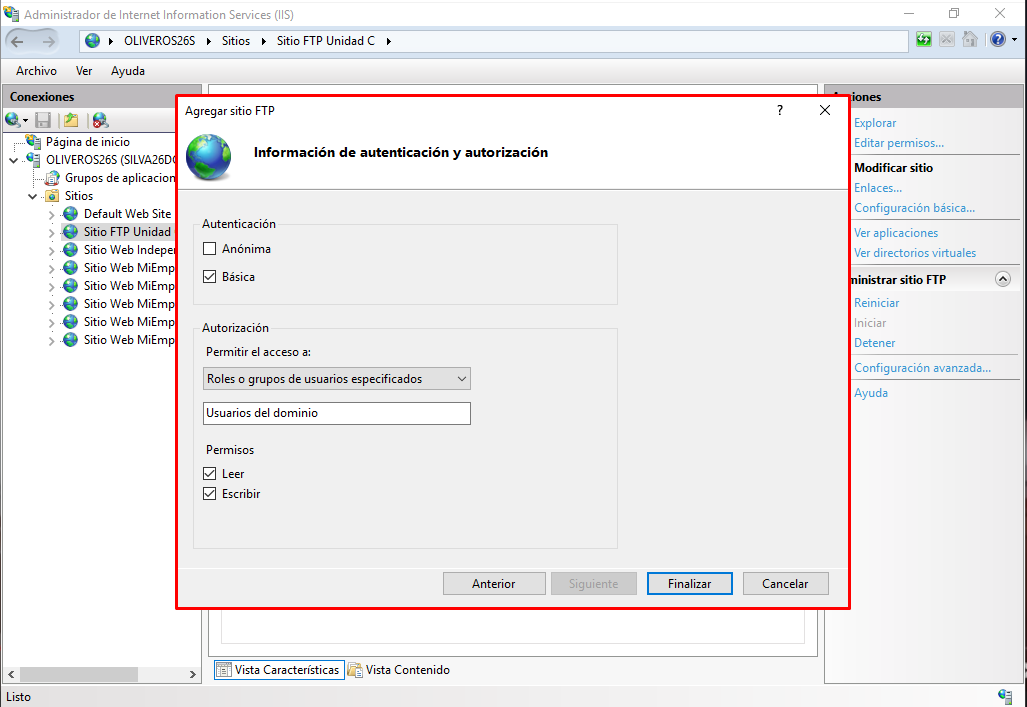 Administrador de Internet Information Services (IIS)
OLIVEROS26S Sitios Sitio FTP Unidad C
Archivo Ver Ayuda
Conexiones
Página de inicio
OLIVEROS26S (SILVA26DO
Grupos de aplicacion
Sitios
Default Web Site
Sitio FTP Unidad
Sitio Web Indeper
Sitio Web MiEmp
Sitio Web MiEmp
Sitio Web MiEmp
Sitio Web MiEmp
Sitio Web MiEmp
Agregar sitio FTP
?
Información de autenticación y autorización
Autenticación
Anónima
Básica
Autorización
Permitir el acceso a:
Roles o grupos de usuarios especificados
Usuarios del dominio
Permisos
Leer
Escribir
Anterior Siguiente Finalizar Cancelar
Vista Características Vista Contenido
iones
Explorar
Editar permisos...
Modificar sitio
Enlaces...
Configuración básica...
Ver aplicaciones
Ver directorios virtuales
ministrar sitio FTP
Reiniciar
Iniciar
Detener
Configuración avanzada...
Ayuda
Listo